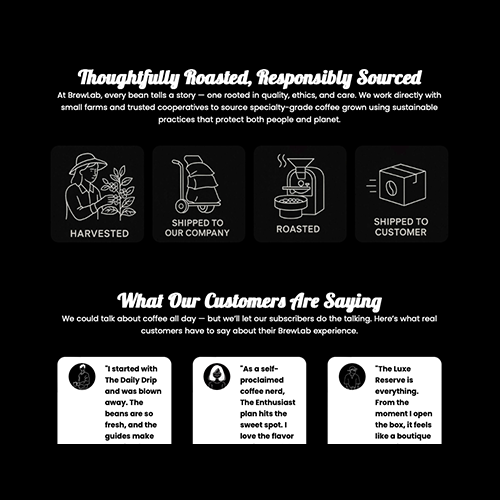 Thoughtfully Roasted, Responsibly Sourced
At BrewLab, every bean tells a story — one rooted in quality, ethics, and care. We work directly with
small farms and trusted cooperatives to source specialty-grade coffee grown using sustainable
practices that protect both people and planet.
HARVESTED
SHIPPED TO
OUR COMPANY
ROASTED
SHIPPED TO
CUSTOMER
What Our Customers Are Saying
We could talk about coffee all day — but we'll let our subscribers do the talking. Here's what real
customers have to say about their BrewLab experience.
"I started with
The Daily Drip
and was blown
away. The
beans are so
fresh, and the
guides make
"As a self-
proclaimed
coffee nerd,
The Enthusiast
plan hits the
sweet spot. I
love the flavor
"The Luxe
Reserve is
everything.
From the
moment I open
the box, it feels
like a boutique